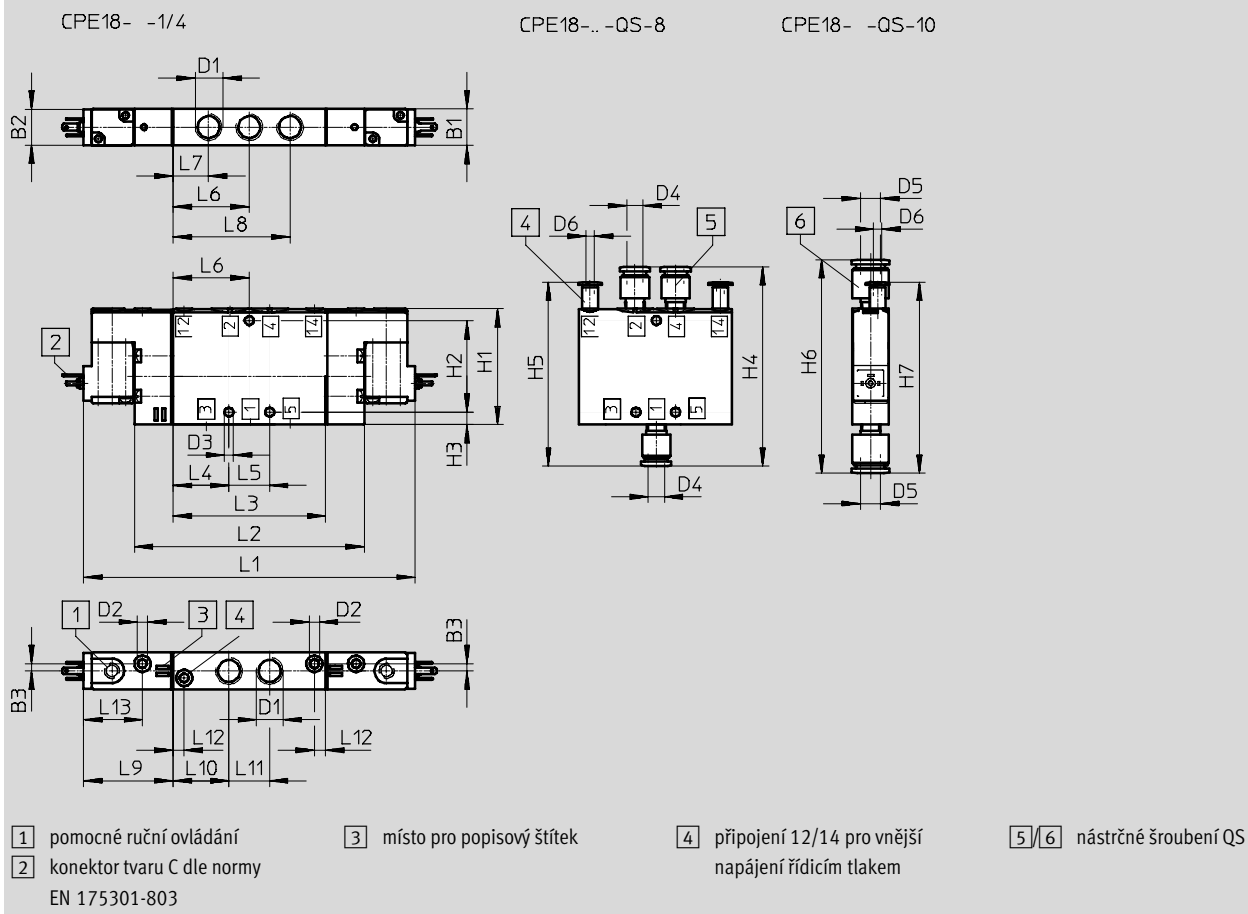 CPE18-  -1/4
CPE18-.. -QS-8
CPE18-  -QS-10
D1
B2
B1
L7
L6
L8
D4
D6
4
5
D5
D6
6
L6
12
2
4
14
2
H2
H1
3
1
5
D3
H3
L4
L5
L3
L2
L1
12
2
4
14
H5
H4
3
1
5
D4
H6
H7
D5
1
D2
3
4
D2
B3
B3
L13
D1
L12
L12
L9
L10
L11
1 pomocné ruční ovládání
2 konektor tvaru C dle normy
EN 175301-803
3 místo pro popisový štítek
4 připojení 12/14 pro vnější
napájení řídicím tlakem
5/6 nástrčné šroubení QS